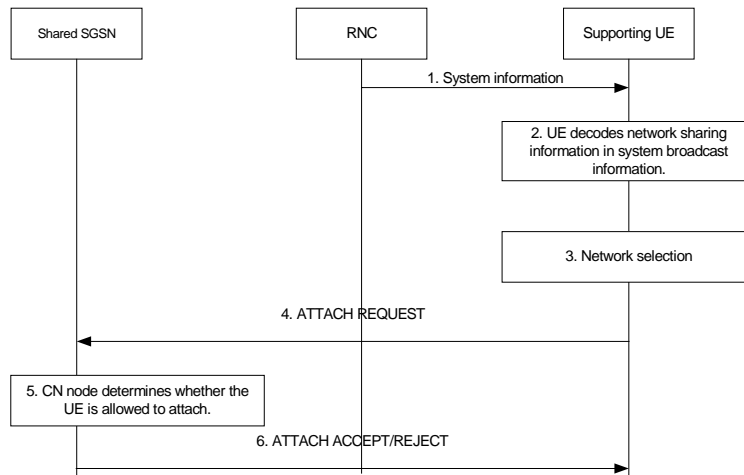 Shared SGSN
RNC
Supporting UE
1. System information
2. UE decodes network sharing
information in system broadcast
information.
3. Network selection
4. ATTACH REQUEST
5. CN node determines whether the
UE is allowed to attach.
6. ATTACH ACCEPT/REJECT